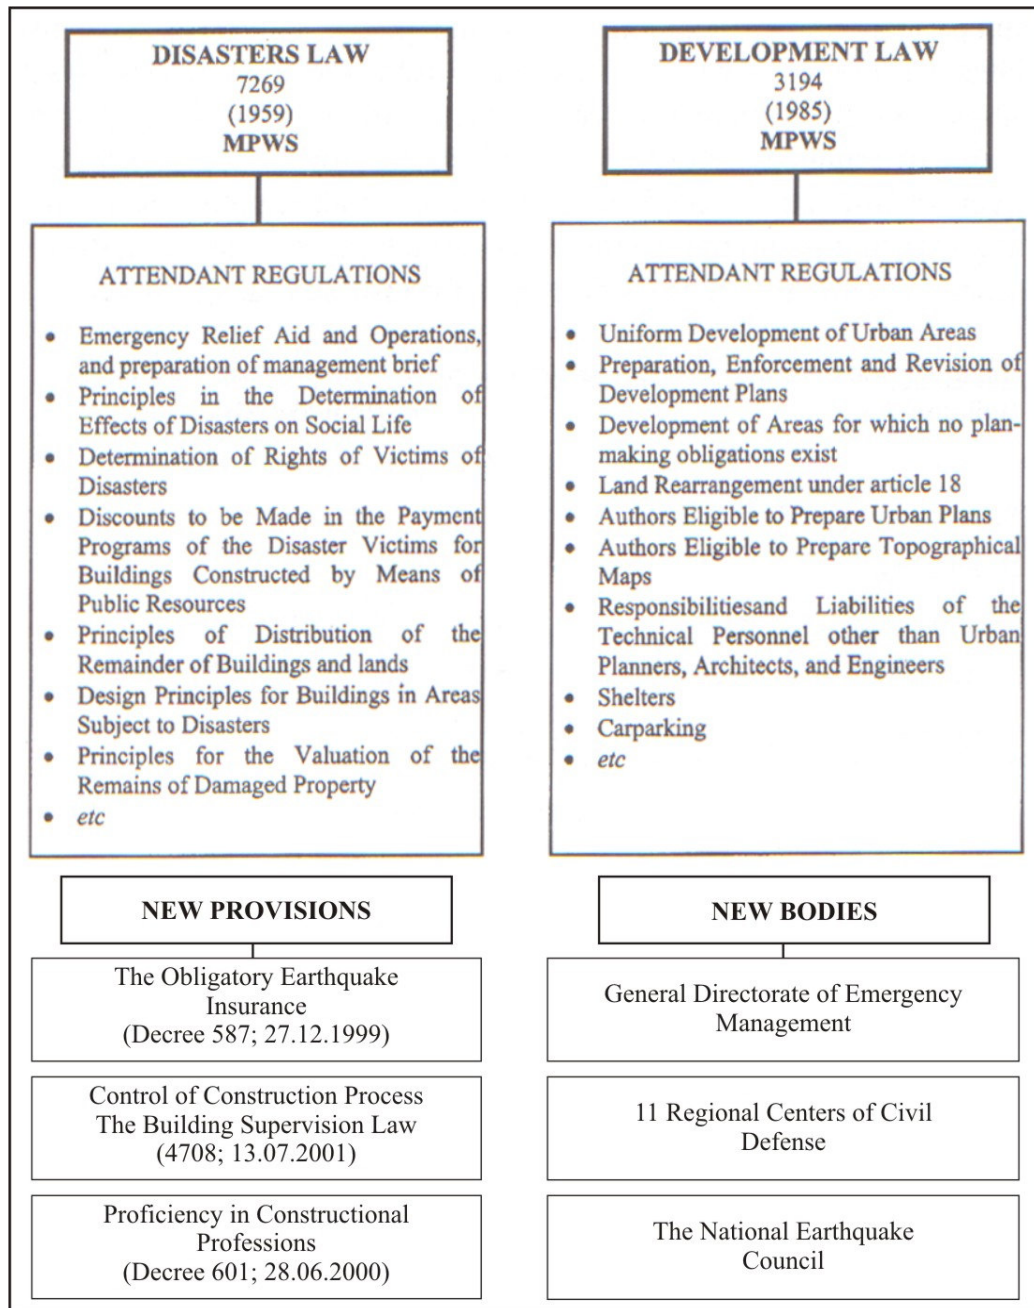 DISASTERS LAW
7269
(1959)
MPWS
ATTENDANT REGULATIONS
• Emergency Relief Aid and Operations,
and preparation of management brief
• Principles in the Determination of
Effects of Disasters on Social Life
• Determination of Rights of Victims of
Disasters
• Discounts to be Made in the Payment
Programs of the Disaster Victims for
Buildings Constructed by Means of
Public Resources
• Principles of Distribution of the
Remainder of Buildings and lands
• Design Principles for Buildings in Areas
Subject to Disasters
• Principles for the Valuation of the
Remains of Damaged Property
• etc
DEVELOPMENT LAW
3194
(1985)
MPWS
ATTENDANT REGULATIONS
• Uniform Development of Urban Areas
• Preparation, Enforcement and Revision of
Development Plans
• Development of Areas for which no plan-
making obligations exist
• Land Rearrangement under article 18
• Authors Eligible to Prepare Urban Plans
• Authors Eligible to Prepare Topographical
Maps
• Responsibilitiesand Liabilities of the
Technical Personnel other than Urban
Planners, Architects, and Engineers
• Shelters
• Carparking
• etc
NEW PROVISIONS
The Obligatory Earthquake
Insurance
(Decree 587; 27.12.1999)
Control of Construction Process
The Building Supervision Law
(4708; 13.07.2001)
Proficiency in Constructional
Professions
(Decree 601; 28.06.2000)
NEW BODIES
General Directorate of Emergency
Management
11 Regional Centers of Civil
Defense
The National Earthquake
Council